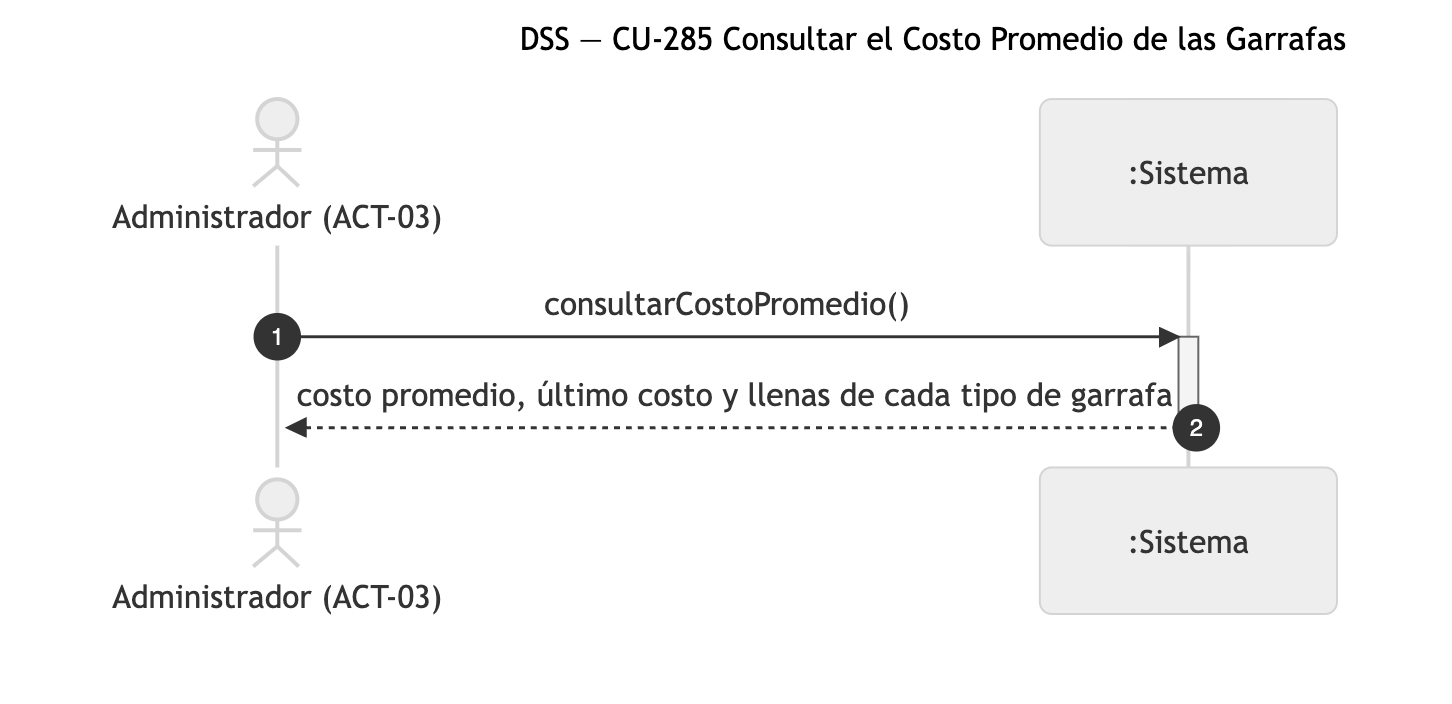 DSS — CU-285 Consultar el Costo Promedio de las Garrafas
Administrador (ACT-03)
:Sistema
consultarCostoPromedio()
1
costo promedio, último costo y llenas de cada tipo de garrafa
2
Administrador (ACT-03)
:Sistema